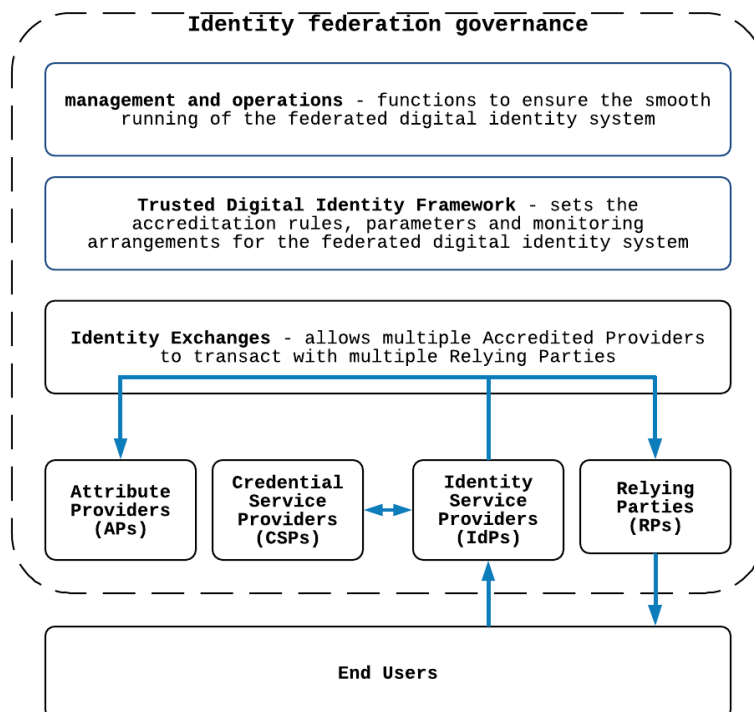 Identity federation governance
management and operations - functions to ensure the smooth
running of the federated digital identity system
Trusted Digital Identity Framework - sets the
accreditation rules, parameters and monitoring
arrangements for the federated digital identity system
Identity Exchanges - allows multiple Accredited Providers
to transact with multiple Relying Parties
Attribute
Providers
(APs)
Credential
Service
Providers
(CSPs)
Identity
Service
Providers
(IdPs)
Relying
Parties
(RPs)
End Users